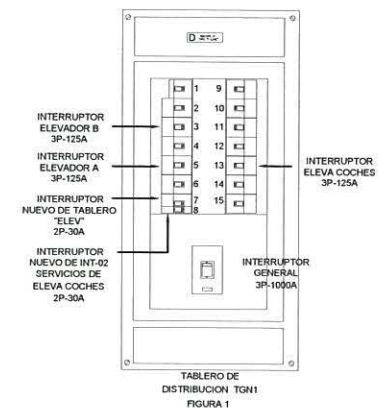 D
1 9
2 10
3 11
4 12
5 13
6 14
7 15
8
INTERRUPTOR
ELEVADOR B
3P-125A
INTERRUPTOR
ELEVADOR A
3P-125A
INTERRUPTOR
NUEVO DE TABLERO
"ELEV"
2P-30A
INTERRUPTOR
NUEVO DE INT-02
SERVICIOS DE
ELEVA COCHES
2P-30A
INTERRUPTOR
ELEVA COCHES
3P-125A
INTERRUPTOR
GENERAL
3P-1000A
TABLERO DE
DISTRIBUCION TGN1
FIGURA 1